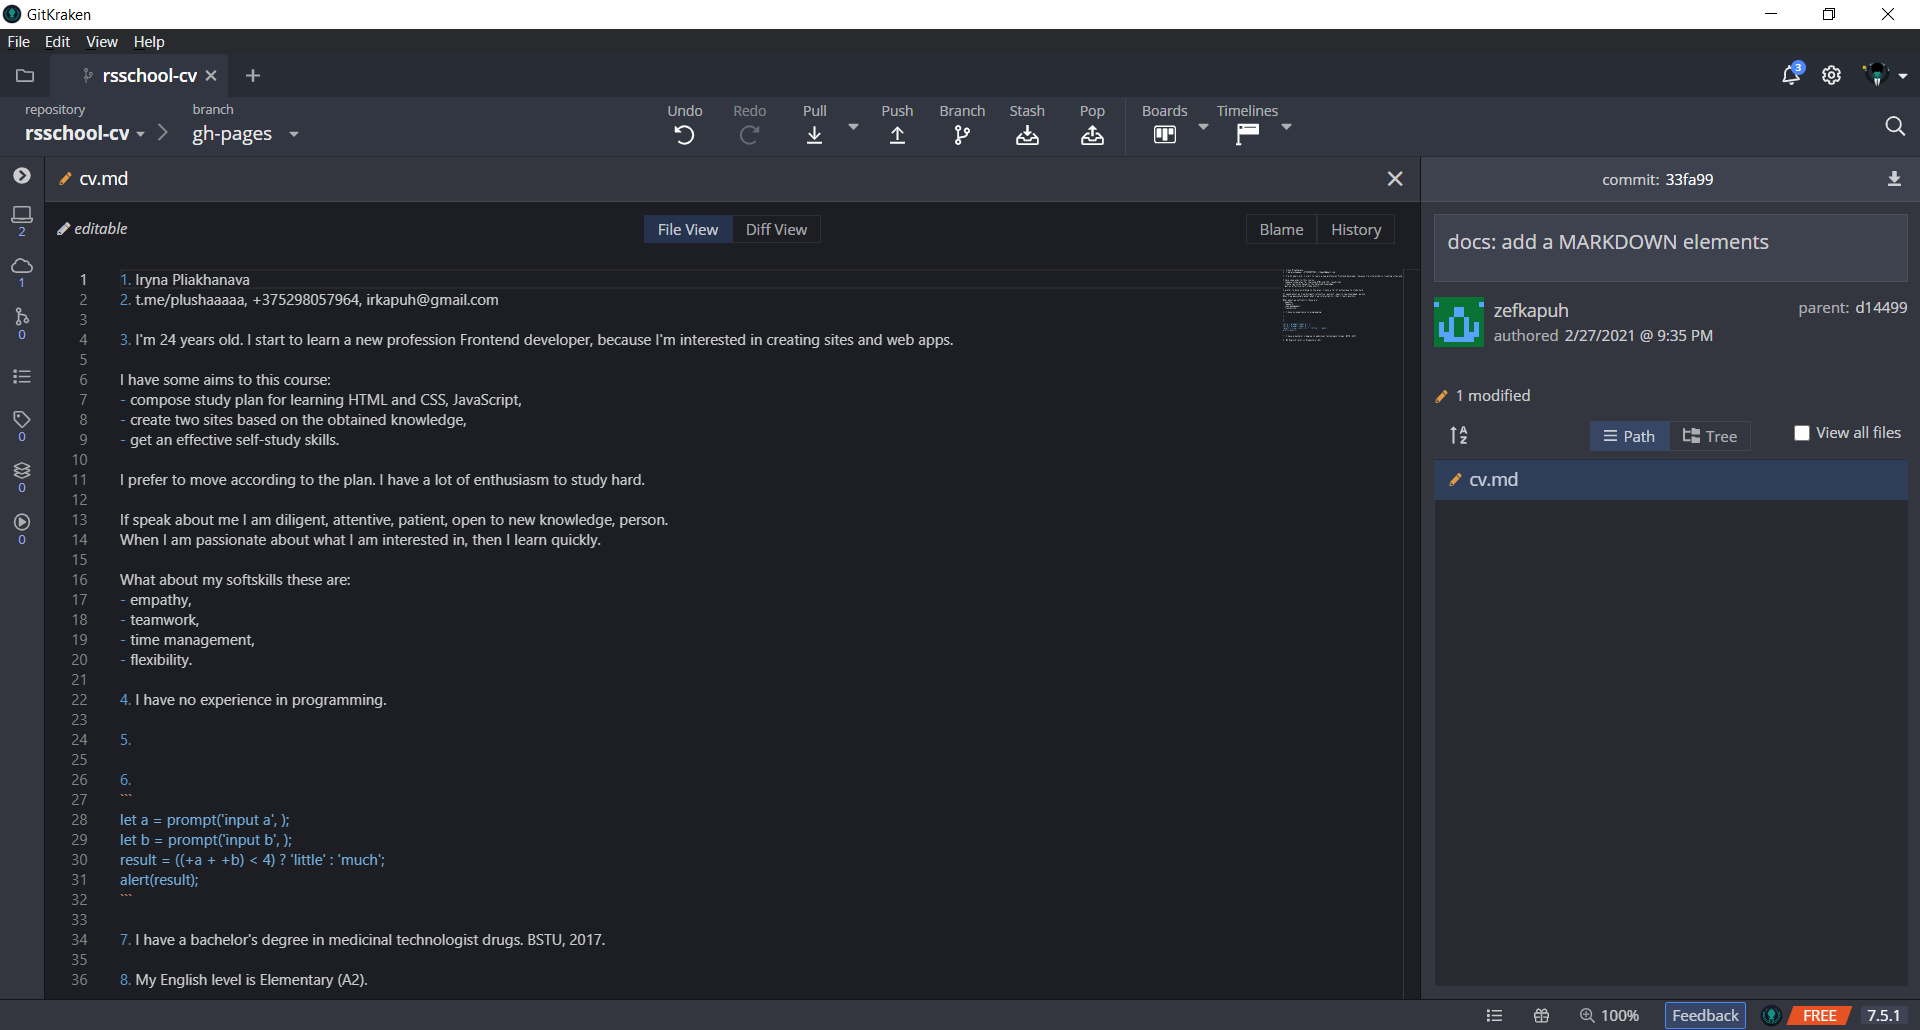 GitKraken
File Edit View Help
rsschool-cv
3
repository
rsschool-cv
branch
gh-pages
Undo Redo Pull Push Branch Stash Pop Boards Timelines
cv.md
commit: 33fa99
2
1
0
0
0
0
editable
File View Diff View
Blame History
1 1. Iryna Pliakhanava
2 2. t.me/plushaaaaa, +375298057964, irkapuh@gmail.com
3
4 3. I'm 24 years old. I start to learn a new profession Frontend developer, because I'm interested in creating sites and web apps.
5
6 I have some aims to this course:
7 - compose study plan for learning HTML and CSS, JavaScript,
8 - create two sites based on the obtained knowledge,
9 - get an effective self-study skills.
10
11 I prefer to move according to the plan. I have a lot of enthusiasm to study hard.
12
13 If speak about me I am diligent, attentive, patient, open to new knowledge, person.
14 When I am passionate about what I am interested in, then I learn quickly.
15
16 What about my softskills these are:
17 - empathy,
18 - teamwork,
19 - time management,
20 - flexibility.
21
22 4. I have no experience in programming.
23
24 5.
25
26 6.
27 ```
28 let a = prompt('input a', );
29 let b = prompt('input b', );
30 result = ((+a + +b) < 4) ? 'little' : 'much';
31 alert(result);
32 ```
33
34 7. I have a bachelor's degree in medicinal technologist drugs. BSTU, 2017.
35
36 8. My English level is Elementary (A2).
docs: add a MARKDOWN elements
zefkapuh
authored 2/27/2021 @ 9:35 PM
parent: d14499
1 modified
Path Tree
View all files
cv.md
100%
Feedback
FREE
7.5.1